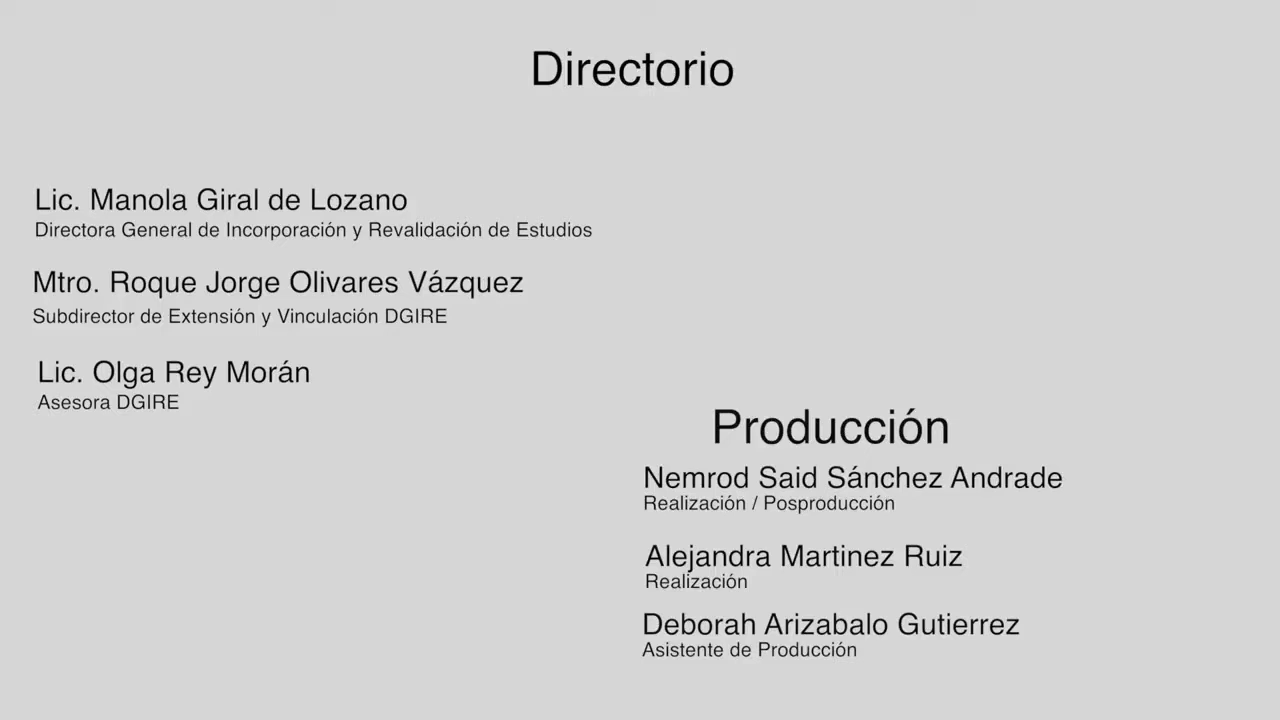 Directorio
Lic. Manola Giral de Lozano
Directora General de Incorporación y Revalidación de Estudios
Mtro. Roque Jorge Olivares Vázquez
Subdirector de Extensión y Vinculación DGIRE
Lic. Olga Rey Morán
Asesora DGIRE
Producción
Nemrod Said Sánchez Andrade
Realización / Posproducción
Alejandra Martinez Ruiz
Realización
Deborah Arizabalo Gutierrez
Asistente de Producción